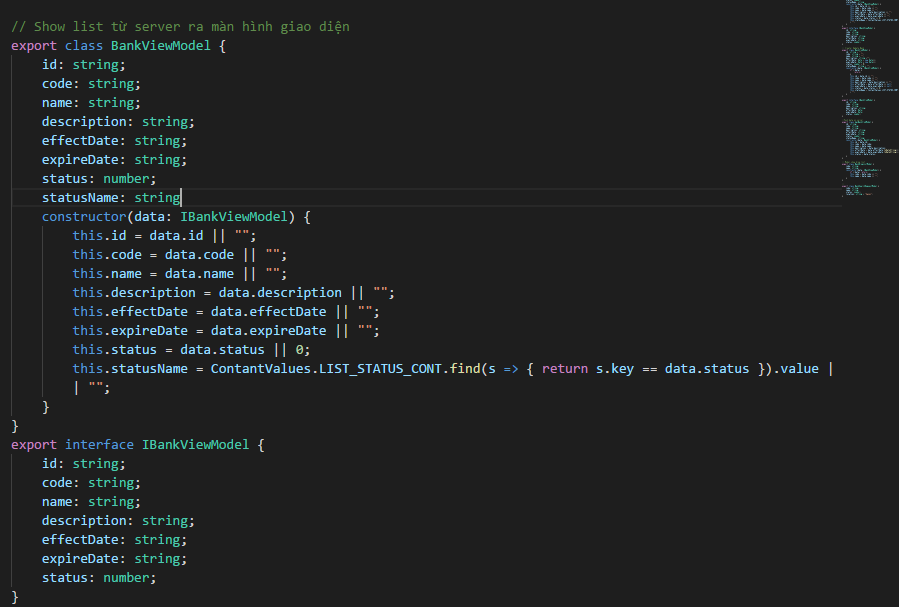 // Show list từ server ra màn hình giao diện
export class BankViewModel {
    id: string;
    code: string;
    name: string;
    description: string;
    effectDate: string;
    expireDate: string;
    status: number;
    statusName: string
    constructor(data: IBankViewModel) {
        this.id = data.id || "";
        this.code = data.code || "";
        this.name = data.name || "";
        this.description = data.description || "";
        this.effectDate = data.effectDate || "";
        this.expireDate = data.expireDate || "";
        this.status = data.status || 0;
        this.statusName = ContantValues.LIST_STATUS_CONT.find(s => { return s.key == data.status }).value |
        | "";
    }
}
export interface IBankViewModel {
    id: string;
    code: string;
    name: string;
    description: string;
    effectDate: string;
    expireDate: string;
    status: number;
}